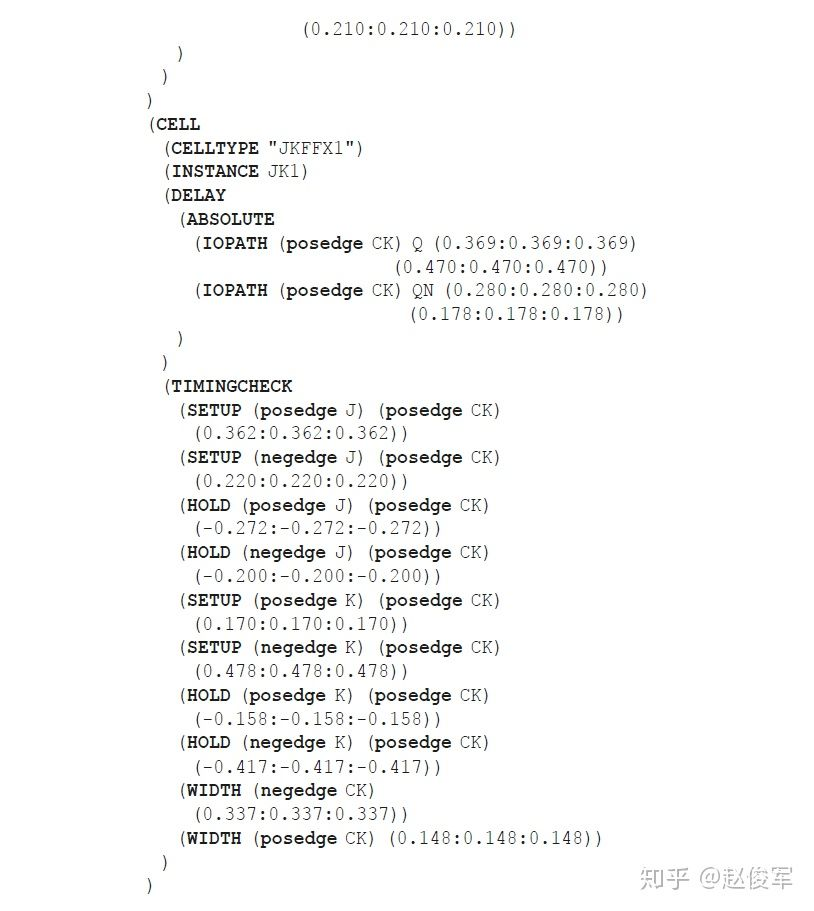 (0.210:0.210:0.210))
)
)
)
(CELL
(CELLTYPE "JKFFX1")
(INSTANCE JK1)
(DELAY
(ABSOLUTE
(IOPATH (posedge CK) Q (0.369:0.369:0.369)
(0.470:0.470:0.470))
(IOPATH (posedge CK) QN (0.280:0.280:0.280)
(0.178:0.178:0.178))
)
)
(TIMINGCHECK
(SETUP (posedge J) (posedge CK)
(0.362:0.362:0.362))
(SETUP (negedge J) (posedge CK)
(0.220:0.220:0.220))
(HOLD (posedge J) (posedge CK)
(-0.272:-0.272:-0.272))
(HOLD (negedge J) (posedge CK)
(-0.200:-0.200:-0.200))
(SETUP (posedge K) (posedge CK)
(0.170:0.170:0.170))
(SETUP (negedge K) (posedge CK)
(0.478:0.478:0.478))
(HOLD (posedge K) (posedge CK)
(-0.158:-0.158:-0.158))
(HOLD (negedge K) (posedge CK)
(-0.417:-0.417:-0.417))
(WIDTH (negedge CK)
(0.337:0.337:0.337))
(WIDTH (posedge CK) (0.148:0.148:0.148))
)
)
知乎 @赵俊军